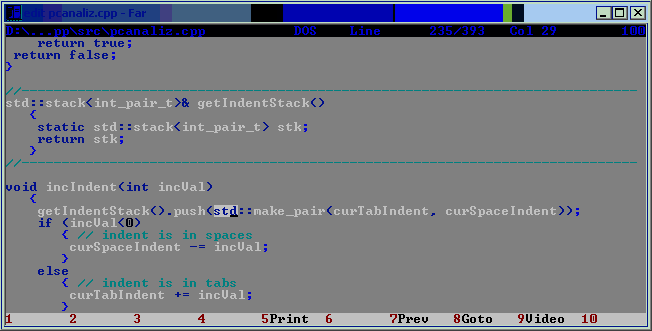 edit pcanaliz.cpp - Far
D:\...pp\src\pcanaliz.cpp DOS Line 235/393 Col 29 100
return true;
return false;
}
//
std::stack<int_pair_t>& getIndentStack()
{
static std::stack<int_pair_t> stk;
return stk;
}
//
void incIndent(int incVal)
{
getIndentStack().push(std::make_pair(curTabIndent, curSpaceIndent));
if (incVal<0)
{ // indent is in spaces
curSpaceIndent -= incVal;
}
else
{ // indent is in tabs
curTabIndent += incVal;
}
1 2 3 4 5Print 6 7Prev 8Goto 9Video 10